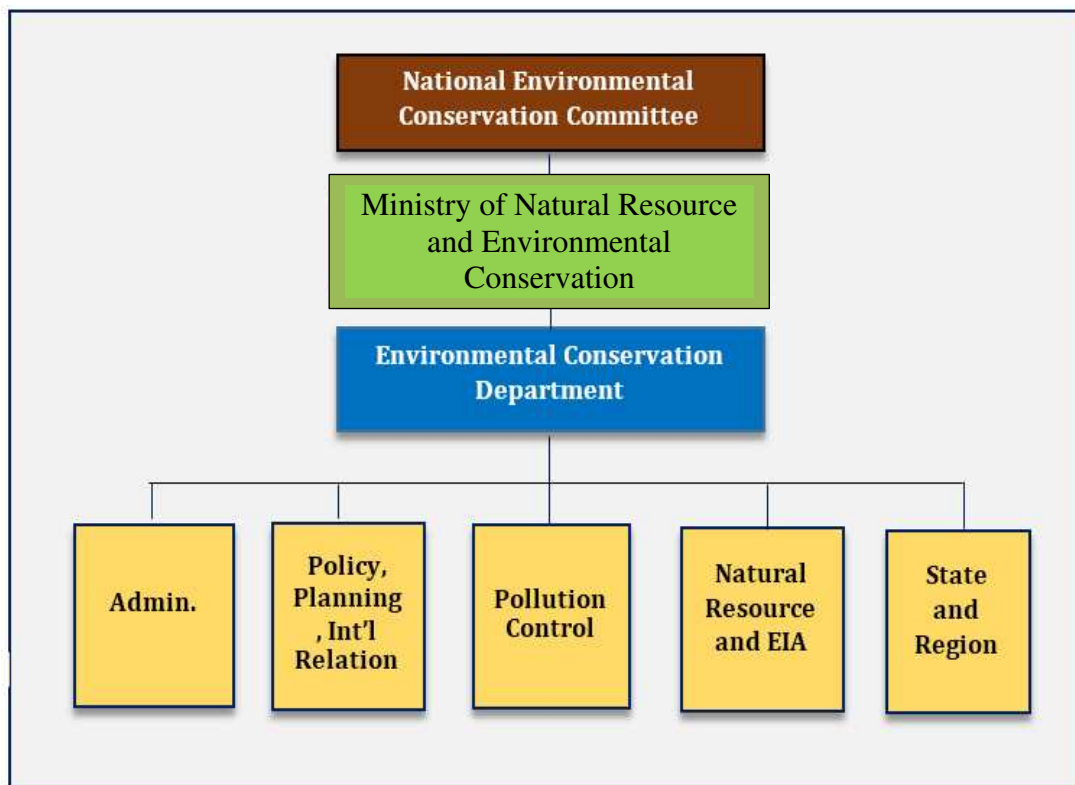 National Environmental
Conservation Committee
Ministry of Natural Resource
and Environmental
Conservation
Environmental Conservation
Department
Admin.
Policy,
Planning
, Int'l
Relation
Pollution
Control
Natural
Resource
and EIA
State
and
Region